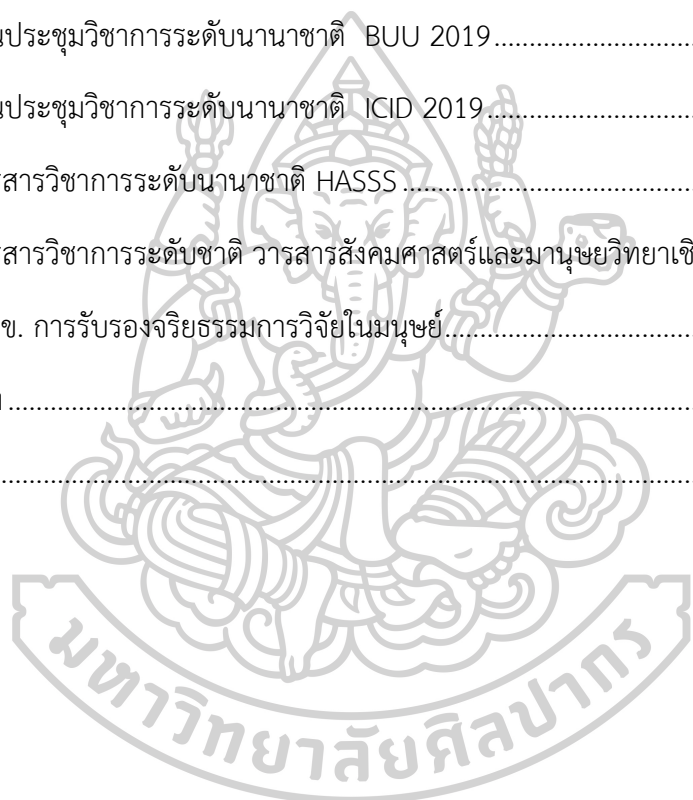 นประชุมวิชาการระดับนานาชาติ BUU 2019
นประชุมวิชาการระดับนานาชาติ ICID 2019
สารวิชาการระดับนานาชาติ HASSS
สารวิชาการระดับชาติ วารสารสังคมศาสตร์และมานุษยวิทยาเชิ
ข. การรับรองจริยธรรมการวิจัยในมนุษย์
มหาวิทยาลัยศิลปากร